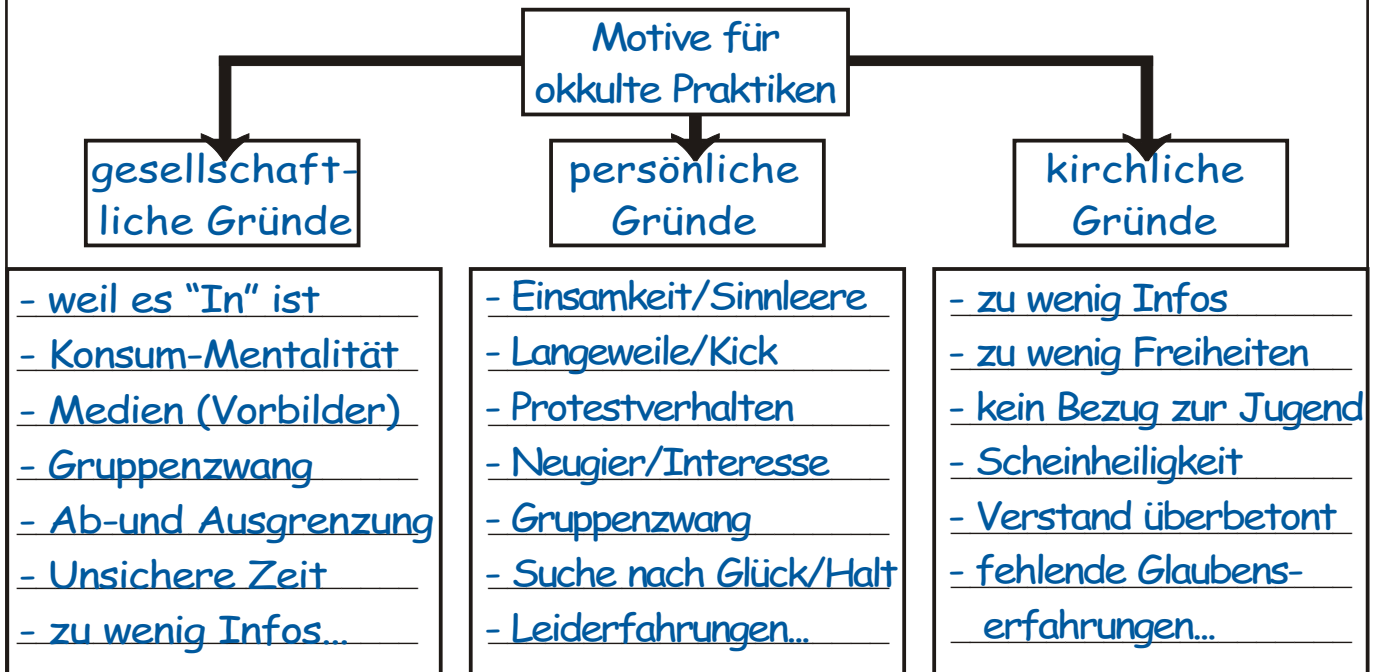 Motive für
okkulte Praktiken
gesellschaft-
liche Gründe
persönliche
Gründe
kirchliche
Gründe
- weil es “In” ist
- Konsum-Mentalität
- Medien (Vorbilder)
- Gruppenzwang
- Ab-und Ausgrenzung
- Unsichere Zeit
- zu wenig Infos...
- Einsamkeit/Sinnleere
- Langeweile/Kick
- Protestverhalten
- Neugier/Interesse
- Gruppenzwang
- Suche nach Glück/Halt
- Leiderfahrungen...
- zu wenig Infos
- zu wenig Freiheiten
- kein Bezug zur Jugend
- Scheinheiligkeit
- Verstand überbetont
- fehlende Glaubens-
erfahrungen...